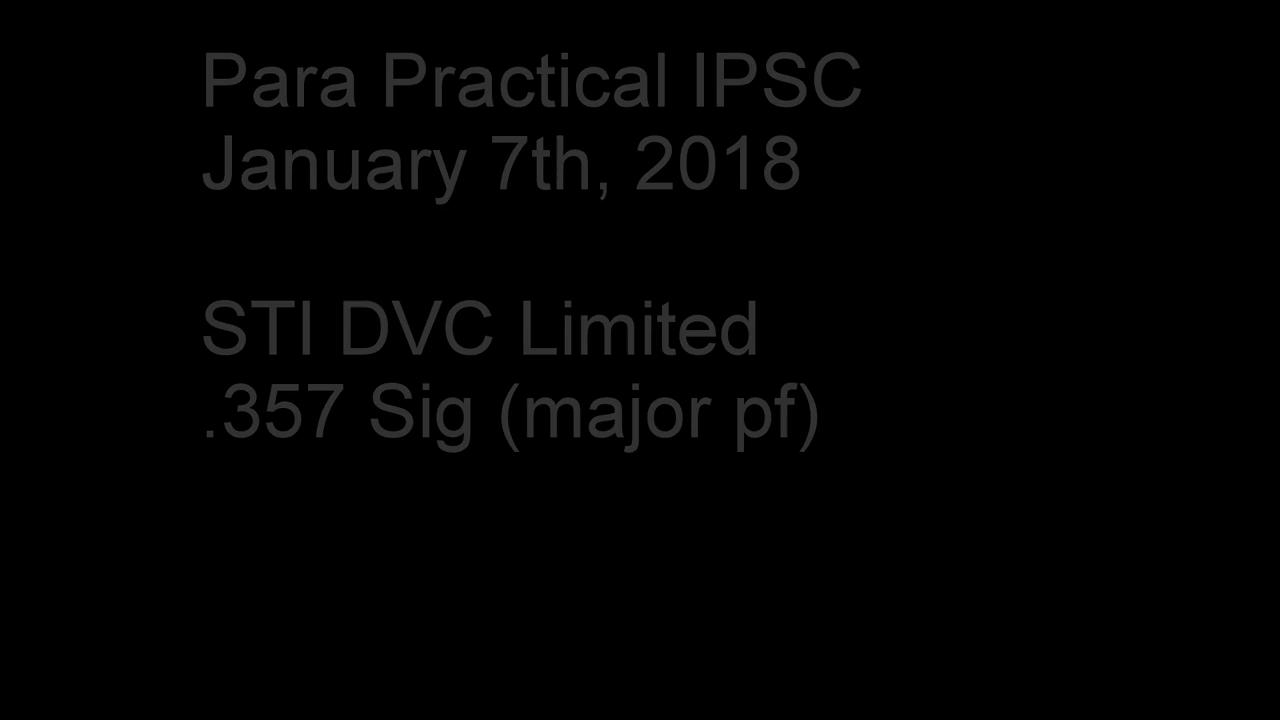 Para Practical IPSC
January 7th, 2018
STI DVC Limited
.357 Sig (major pf)